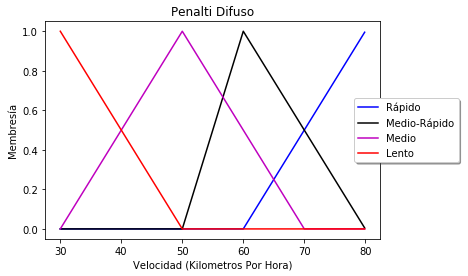 Penalti Difuso
1.0
0.8
0.6
0.4
0.2
0.0
Membresía
30
40
50
60
70
80
Velocidad (Kilometros Por Hora)
Rápido
Medio-Rápido
Medio
Lento